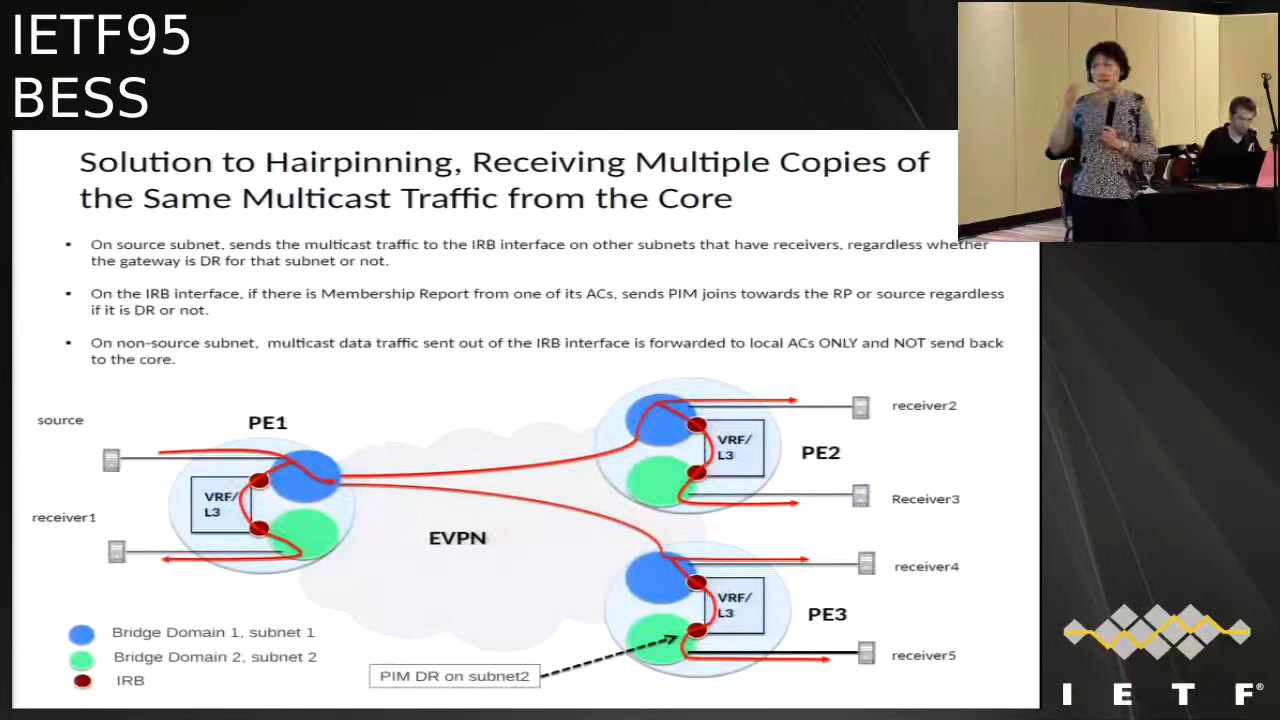 IETF95
BESS
Solution to Hairpinning, Receiving Multiple Copies of
the Same Multicast Traffic from the Core
• On source subnet, sends the multicast traffic to the IRB interface on other subnets that have receivers, regardless whether
the gateway is DR for that subnet or not.
• On the IRB interface, if there is Membership Report from one of its ACs, sends PIM joins towards the RP or source regardless
if it is DR or not.
• On non-source subnet, multicast data traffic sent out of the IRB interface is forwarded to local ACs ONLY and NOT send back
to the core.
source
PE1
VRF/
L3
receiver1
EVPN
receiver2
VRF/
L3
PE2
Receiver3
receiver4
VRF/
L3
PE3
receiver5
Bridge Domain 1, subnet 1
Bridge Domain 2, subnet 2
IRB
PIM DR on subnet2
I E T F®